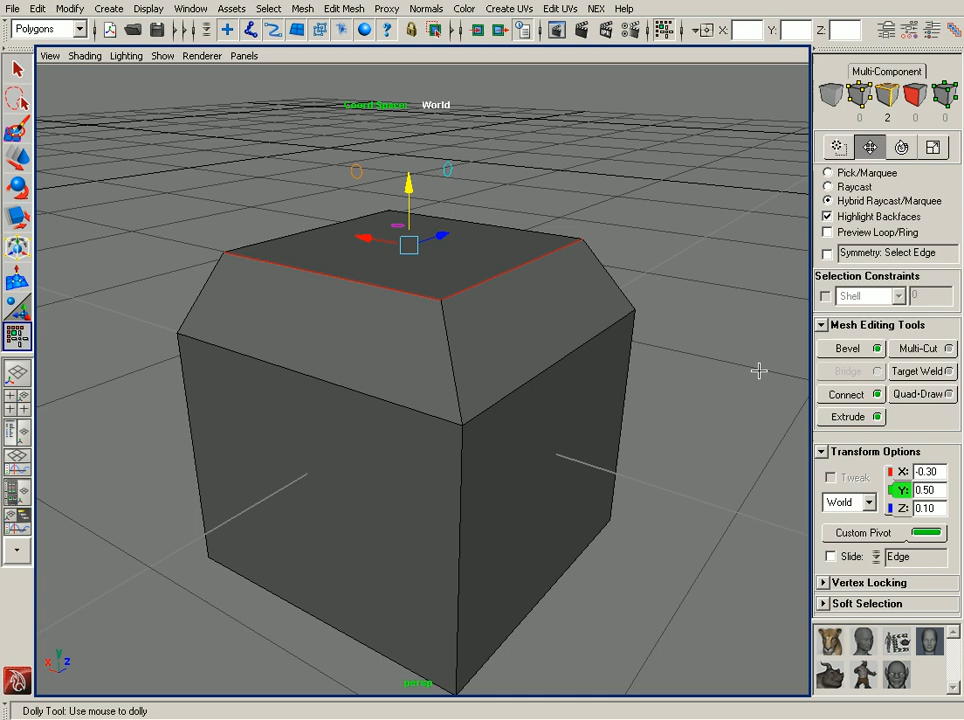 File Edit Modify Create Display Window Assets Select Mesh Edit Mesh Proxy Normals Color Create UVs Edit UVs NEX Help
Polygons X: Y: Z:
View Shading Lighting Show Renderer Panels
Multi-Component
Coord Space: World
0 2 0 0
Pick/Marquee
Raycast
Hybrid Raycast/Marquee
Highlight Backfaces
Preview Loop/Ring
Symmetry: Select Edge
Selection Constraints
Shell 0
Mesh Editing Tools
Bevel Multi-Cut
Bridge Target Weld
Connect Quad-Draw
Extrude
Transform Options
Tweak X: -0.30
Y: 0.50
World Z: 0.10
Custom Pivot
Slide: Edge
Vertex Locking
Soft Selection
x y z
persp
Dolly Tool: Use mouse to dolly